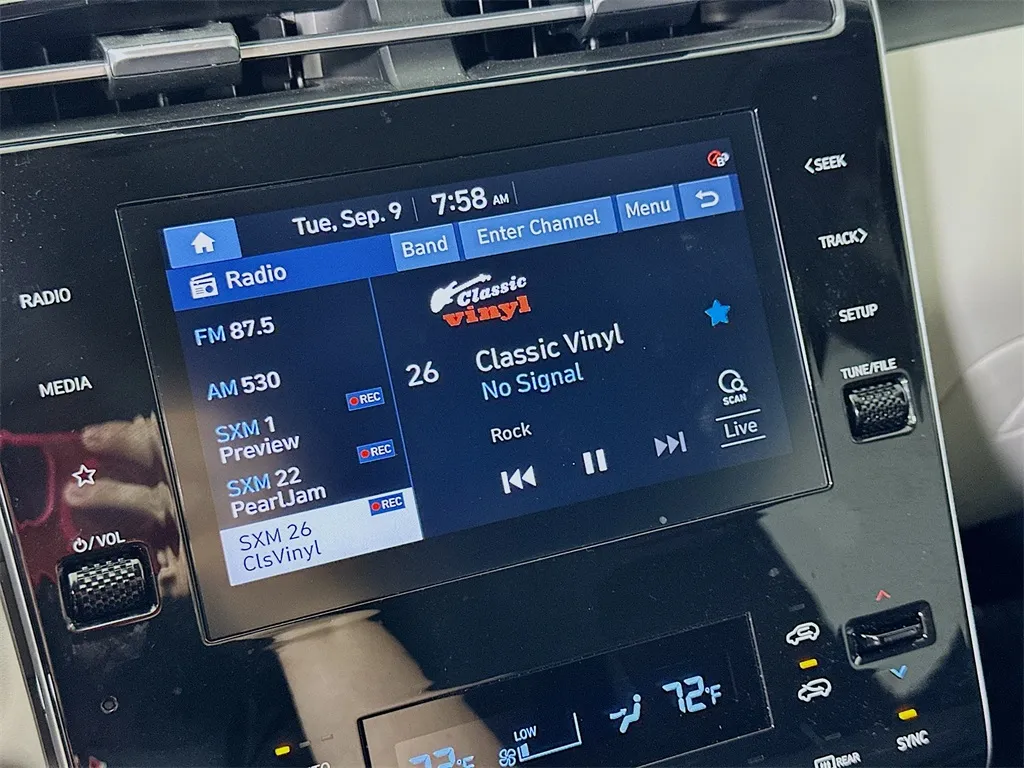 Tue, Sep. 9 7:58 AM
Band Enter Channel Menu
Radio
FM 87.5
AM 530
REC
SXM 1
Preview
REC
SXM 22
PearlJam
REC
SXM 26
ClsVinyl
Classic
vinyl
26 Classic Vinyl
No Signal
Rock
SCAN
Live
RADIO
MEDIA
/VOL
SEEK
TRACK
SETUP
TUNE/FILE
72°F
LOW
72°F
REAR
SYNC